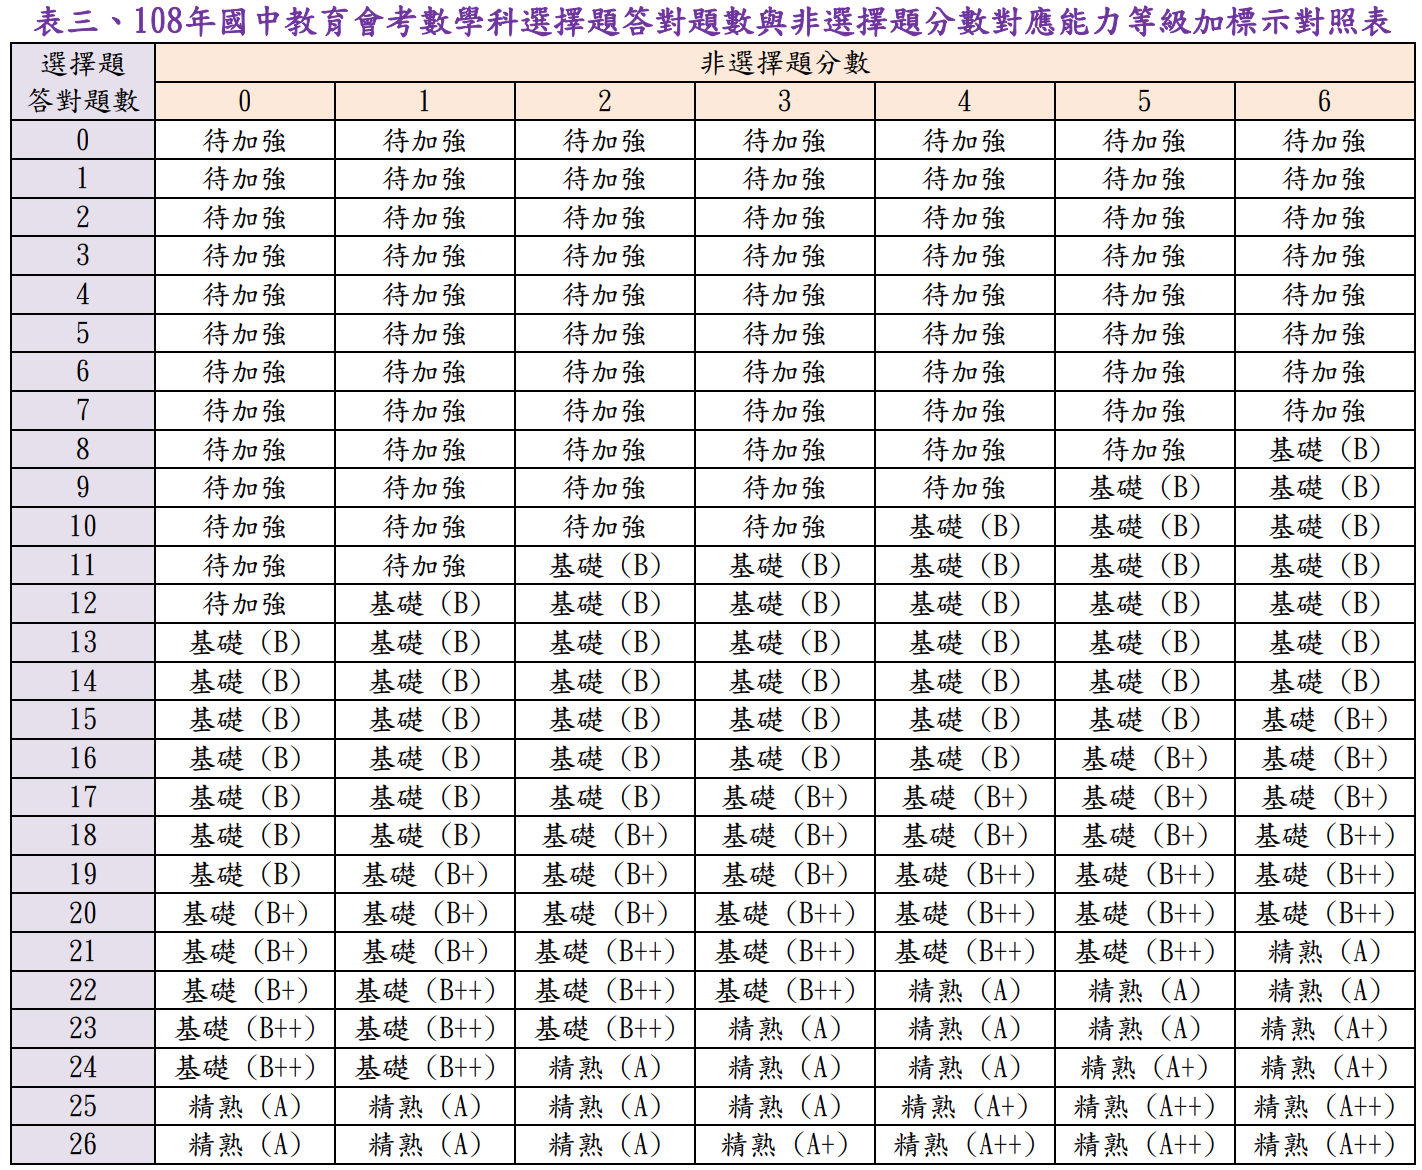 表三、108年國中教育會考數學科選擇題答對題數與非選擇題分數對應能力等級加標示對照表
選擇題答對題數 非選擇題分數
0 1 2 3 4 5 6
0 待加強 待加強 待加強 待加強 待加強 待加強 待加強
1 待加強 待加強 待加強 待加強 待加強 待加強 待加強
2 待加強 待加強 待加強 待加強 待加強 待加強 待加強
3 待加強 待加強 待加強 待加強 待加強 待加強 待加強
4 待加強 待加強 待加強 待加強 待加強 待加強 待加強
5 待加強 待加強 待加強 待加強 待加強 待加強 待加強
6 待加強 待加強 待加強 待加強 待加強 待加強 待加強
7 待加強 待加強 待加強 待加強 待加強 待加強 待加強
8 待加強 待加強 待加強 待加強 待加強 待加強 基礎（B）
9 待加強 待加強 待加強 待加強 待加強 基礎（B） 基礎（B）
10 待加強 待加強 待加強 待加強 基礎（B） 基礎（B） 基礎（B）
11 待加強 待加強 基礎（B） 基礎（B） 基礎（B） 基礎（B） 基礎（B）
12 待加強 基礎（B） 基礎（B） 基礎（B） 基礎（B） 基礎（B） 基礎（B）
13 基礎（B） 基礎（B） 基礎（B） 基礎（B） 基礎（B） 基礎（B） 基礎（B）
14 基礎（B） 基礎（B） 基礎（B） 基礎（B） 基礎（B） 基礎（B） 基礎（B）
15 基礎（B） 基礎（B） 基礎（B） 基礎（B） 基礎（B） 基礎（B） 基礎（B+）
16 基礎（B） 基礎（B） 基礎（B） 基礎（B） 基礎（B） 基礎（B+） 基礎（B+）
17 基礎（B） 基礎（B） 基礎（B） 基礎（B+） 基礎（B+） 基礎（B+） 基礎（B+）
18 基礎（B） 基礎（B） 基礎（B+） 基礎（B+） 基礎（B+） 基礎（B+） 基礎（B++）
19 基礎（B） 基礎（B+） 基礎（B+） 基礎（B+） 基礎（B++） 基礎（B++） 基礎（B++）
20 基礎（B+） 基礎（B+） 基礎（B+） 基礎（B++） 基礎（B++） 基礎（B++） 基礎（B++）
21 基礎（B+） 基礎（B+） 基礎（B++） 基礎（B++） 基礎（B++） 基礎（B++） 精熟（A）
22 基礎（B+） 基礎（B++） 基礎（B++） 基礎（B++） 精熟（A） 精熟（A） 精熟（A）
23 基礎（B++） 基礎（B++） 基礎（B++） 精熟（A） 精熟（A） 精熟（A） 精熟（A+）
24 基礎（B++） 基礎（B++） 精熟（A） 精熟（A） 精熟（A） 精熟（A+） 精熟（A+）
25 精熟（A） 精熟（A） 精熟（A） 精熟（A） 精熟（A+） 精熟（A++） 精熟（A++）
26 精熟（A） 精熟（A） 精熟（A） 精熟（A+） 精熟（A++） 精熟（A++） 精熟（A++）